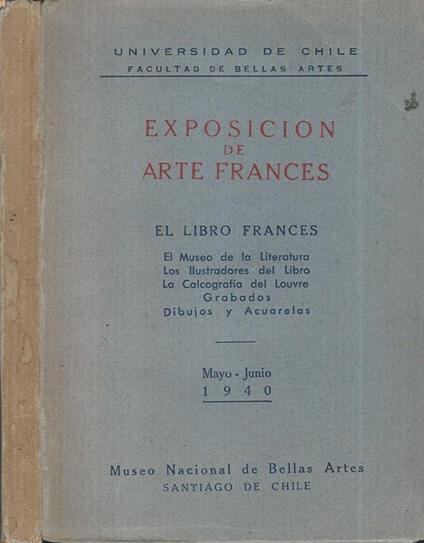 UNIVERSIDAD DE CHILE
FACULTAD DE BELLAS ARTES
EXPOSICION
DE
ARTE FRANCES
EL LIBRO FRANCES
El Museo de la Literatura
Los Ilustradores del Libro
La Calcografía del Louvre
Grabados
Dibujos y Acuarelas
Mayo - Junio
1940
Museo Nacional de Bellas Artes
SANTIAGO DE CHILE